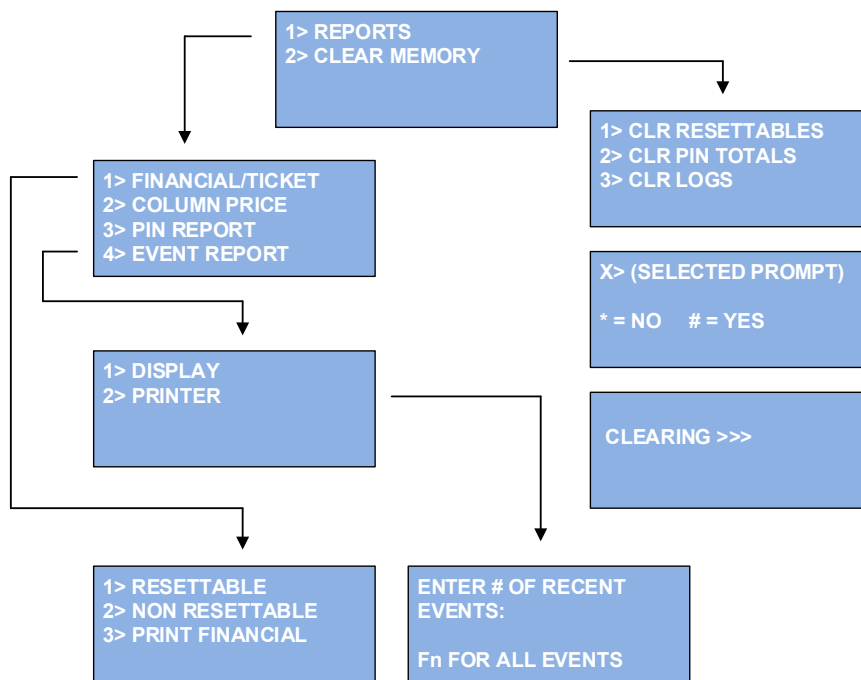 1> REPORTS
2> CLEAR MEMORY
1> CLR RESETTABLES
2> CLR PIN TOTALS
3> CLR LOGS
1> FINANCIAL/TICKET
2> COLUMN PRICE
3> PIN REPORT
4> EVENT REPORT
X> (SELECTED PROMPT)
* = NO # = YES
1> DISPLAY
2> PRINTER
CLEARING >>>
1> RESETTABLE
2> NON RESETTABLE
3> PRINT FINANCIAL
ENTER # OF RECENT
EVENTS:
Fn FOR ALL EVENTS